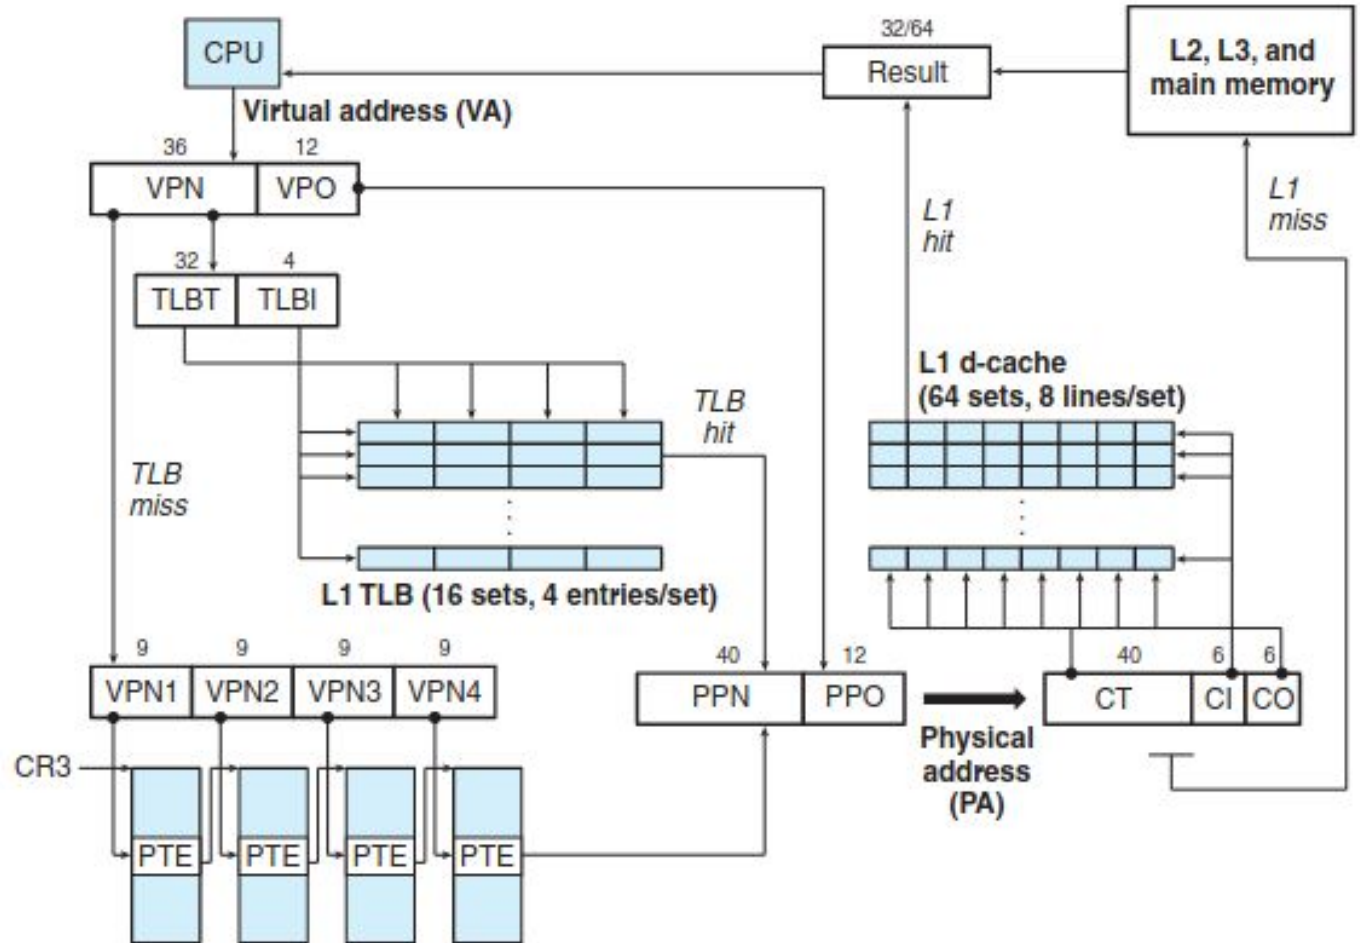 CPU
32/64
Result
L2, L3, and
main memory
Virtual address (VA)
36
12
VPN
VPO
L1
hit
L1
miss
32
4
TLBT
TLBI
TLB
hit
L1 d-cache
(64 sets, 8 lines/set)
TLB
miss
L1 TLB (16 sets, 4 entries/set)
9
9
9
9
VPN1
VPN2
VPN3
VPN4
40
12
PPN
PPO
Physical
address
(PA)
40
6
6
CT
CI
CO
CR3
PTE
PTE
PTE
PTE